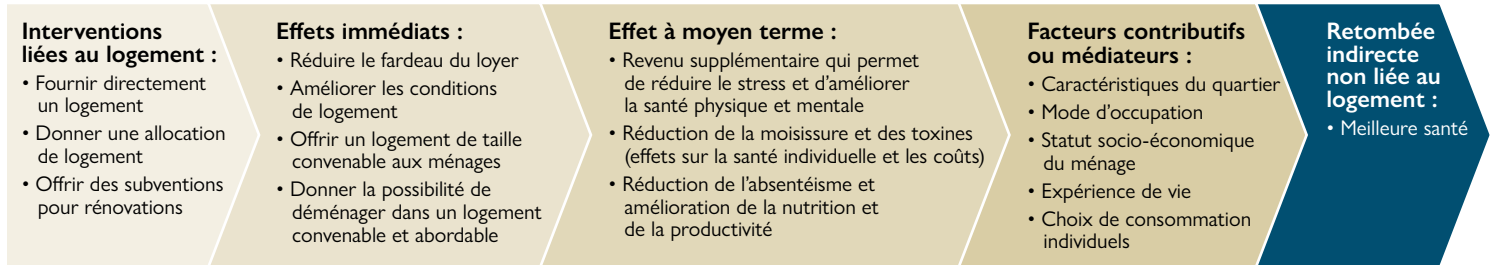 Interventions
liées au logement :
• Fournir directement
un logement
• Donner une allocation
de logement
• Offrir des subventions
pour rénovations
Effets immédiats :
• Réduire le fardeau du loyer
• Améliorer les conditions
de logement
• Offrir un logement de taille
convenable aux ménages
• Donner la possibilité de
déménager dans un logement
convenable et abordable
Effet à moyen terme :
• Revenu supplémentaire qui permet
de réduire le stress et d’améliorer
la santé physique et mentale
• Réduction de la moisissure et des toxines
(effets sur la santé individuelle et les coûts)
• Réduction de l’absentéisme et
amélioration de la nutrition et
de la productivité
Facteurs contributifs
ou médiateurs :
• Caractéristiques du quartier
• Mode d’occupation
• Statut socio-économique
du ménage
• Expérience de vie
• Choix de consommation
individuels
Retombée
indirecte
non liée au
logement :
• Meilleure santé